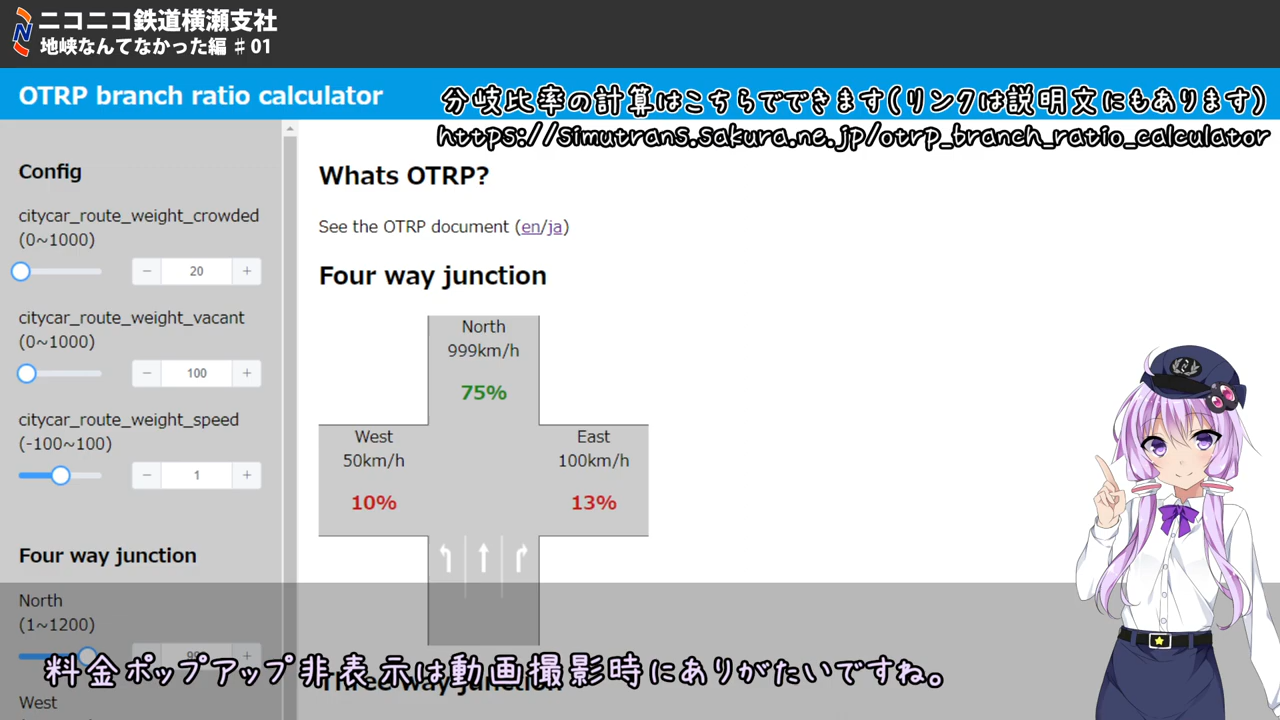 ニコニコ鉄道横瀬支社
地峡なんてなかった編 #01
OTRP branch ratio calculator
分岐比率の計算はこちらでできます(リンクは説明文にもあります)
https://simutrans.sakura.ne.jp/otrp_branch_ratio_calculator
Config
citycar_route_weight_crowded
(0~1000)
− 20 +
citycar_route_weight_vacant
(0~1000)
− 100 +
citycar_route_weight_speed
(-100~100)
− 1 +
Four way junction
North
(1~1200)
+
West
Whats OTRP?
See the OTRP document (en/ja)
Four way junction
North
999km/h
75%
West
50km/h
10%
East
100km/h
13%
Three way junction
料金ポップアップ非表示は動画撮影時にありがたいですね。